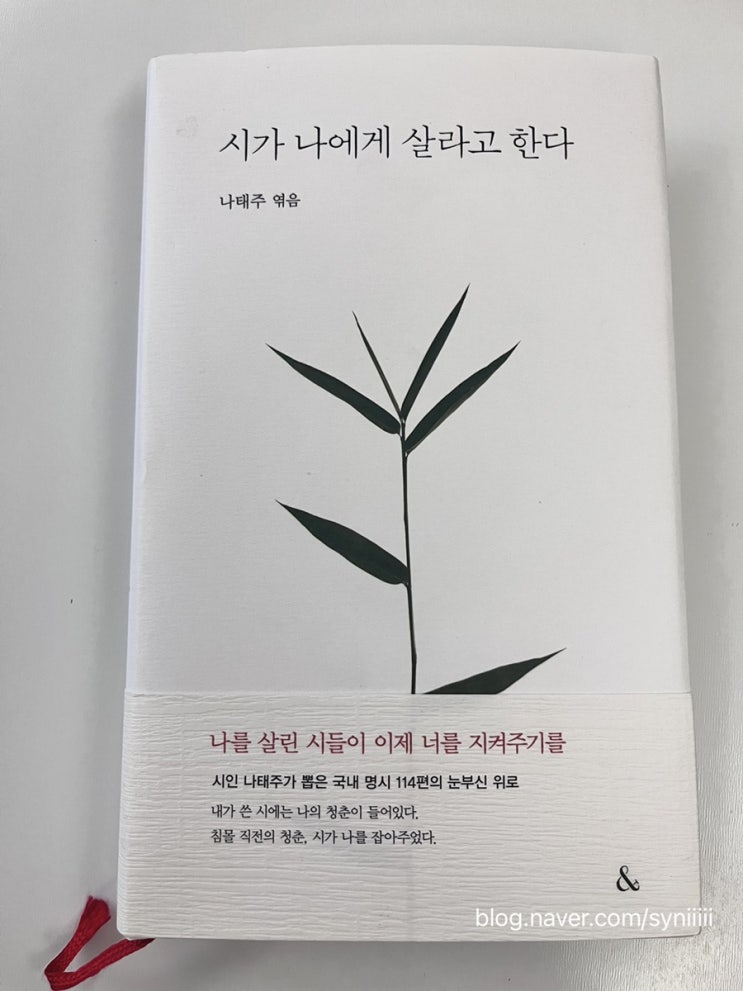 시가 나에게 살라고 한다
나태주 엮음
나를 살린 시들이 이제 너를 지켜주기를
시인 나태주가 뽑은 국내 명시 114편의 눈부신 위로
내가 쓴 시에는 나의 청춘이 들어있다.
침몰 직전의 청춘, 시가 나를 잡아주었다.
&
blog.naver.com/syniiiii